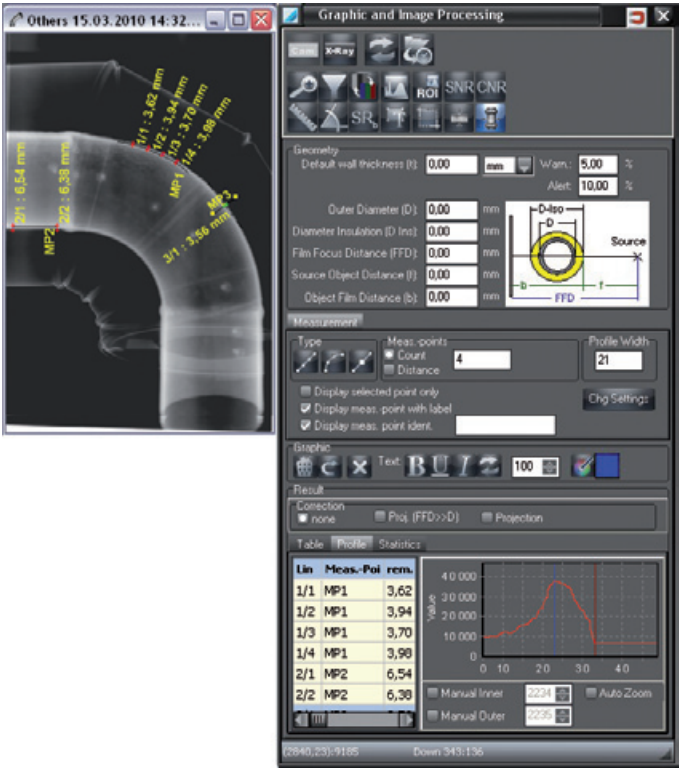 Others 15.03.2010 14:32...
1/1 : 3,62 mm
1/2 : 3,94 mm
1/3 : 3,70 mm
1/4 : 3,98 mm
MP1
MP3
3/1 : 3,56 mm
2/1 : 6,54 mm
2/2 : 6,38 mm
MP2
Graphic and Image Processing
Cam X-Ray
ROI SNR CNR
SRb
Geometry
Default wall thickness (t): 0,00 mm Warn.: 5,00 %
Alert: 10,00 %
Outer Diameter (D): 0,00 mm
Diameter Insulation (D Ins): 0,00 mm
Film Focus Distance (FFD): 0,00 mm
Source Object Distance (f): 0,00 mm
Object Film Distance (b): 0,00 mm
D-Iso
D
Source
b f
FFD
Measurement
Type Meas.-points Profile Width
Count 4 21
Distance
Display selected point only
Display meas. -point with label Chg Settings
Display meas. point ident.
Graphic
Text: B U I 100
Result
Correction
none Proj. (FFD>>D) Projection
Table Profile Statistics
Lin Meas.-Poi rem.
1/1 MP1 3,62
1/2 MP1 3,94
1/3 MP1 3,70
1/4 MP1 3,98
2/1 MP2 6,54
2/2 MP2 6,38
Value
40 000
30 000
20 000
10 000
0
0 10 20 30 40
Manual Inner 2234 Auto Zoom
Manual Outer 2235
(2840,23):9185 Down 343:136